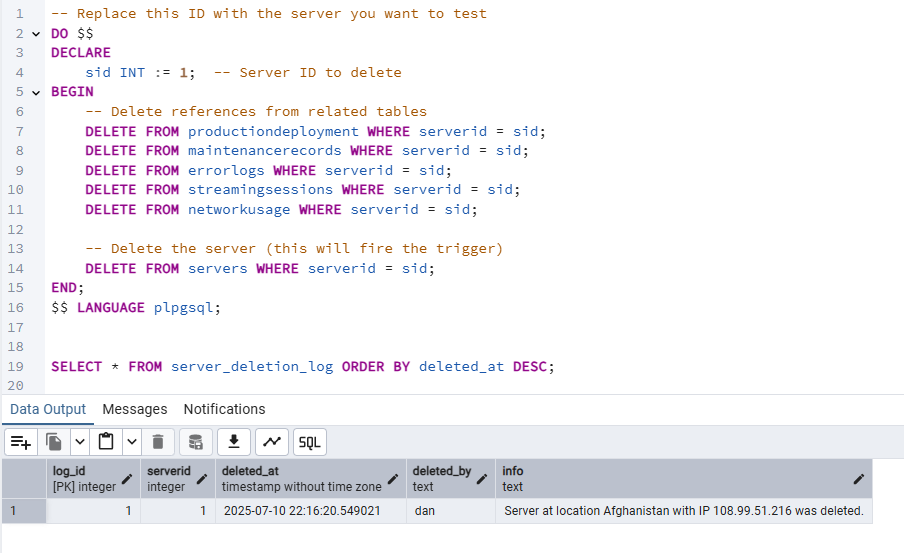 1 -- Replace this ID with the server you want to test
2 DO $$
3 DECLARE
4 sid INT := 1;  -- Server ID to delete
5 BEGIN
6 -- Delete references from related tables
7 DELETE FROM productiondeployment WHERE serverid = sid;
8 DELETE FROM maintenancerecords WHERE serverid = sid;
9 DELETE FROM errorlogs WHERE serverid = sid;
10 DELETE FROM streamingsessions WHERE serverid = sid;
11 DELETE FROM networkusage WHERE serverid = sid;
12
13 -- Delete the server (this will fire the trigger)
14 DELETE FROM servers WHERE serverid = sid;
15 END;
16 $$ LANGUAGE plpgsql;
17
18
19 SELECT * FROM server_deletion_log ORDER BY deleted_at DESC;
20
Data Output Messages Notifications
SQL
log_id serverid deleted_at deleted_by info
[PK] integer integer timestamp without time zone text text
1 1 1 2025-07-10 22:16:20.549021 dan Server at location Afghanistan with IP 108.99.51.216 was deleted.